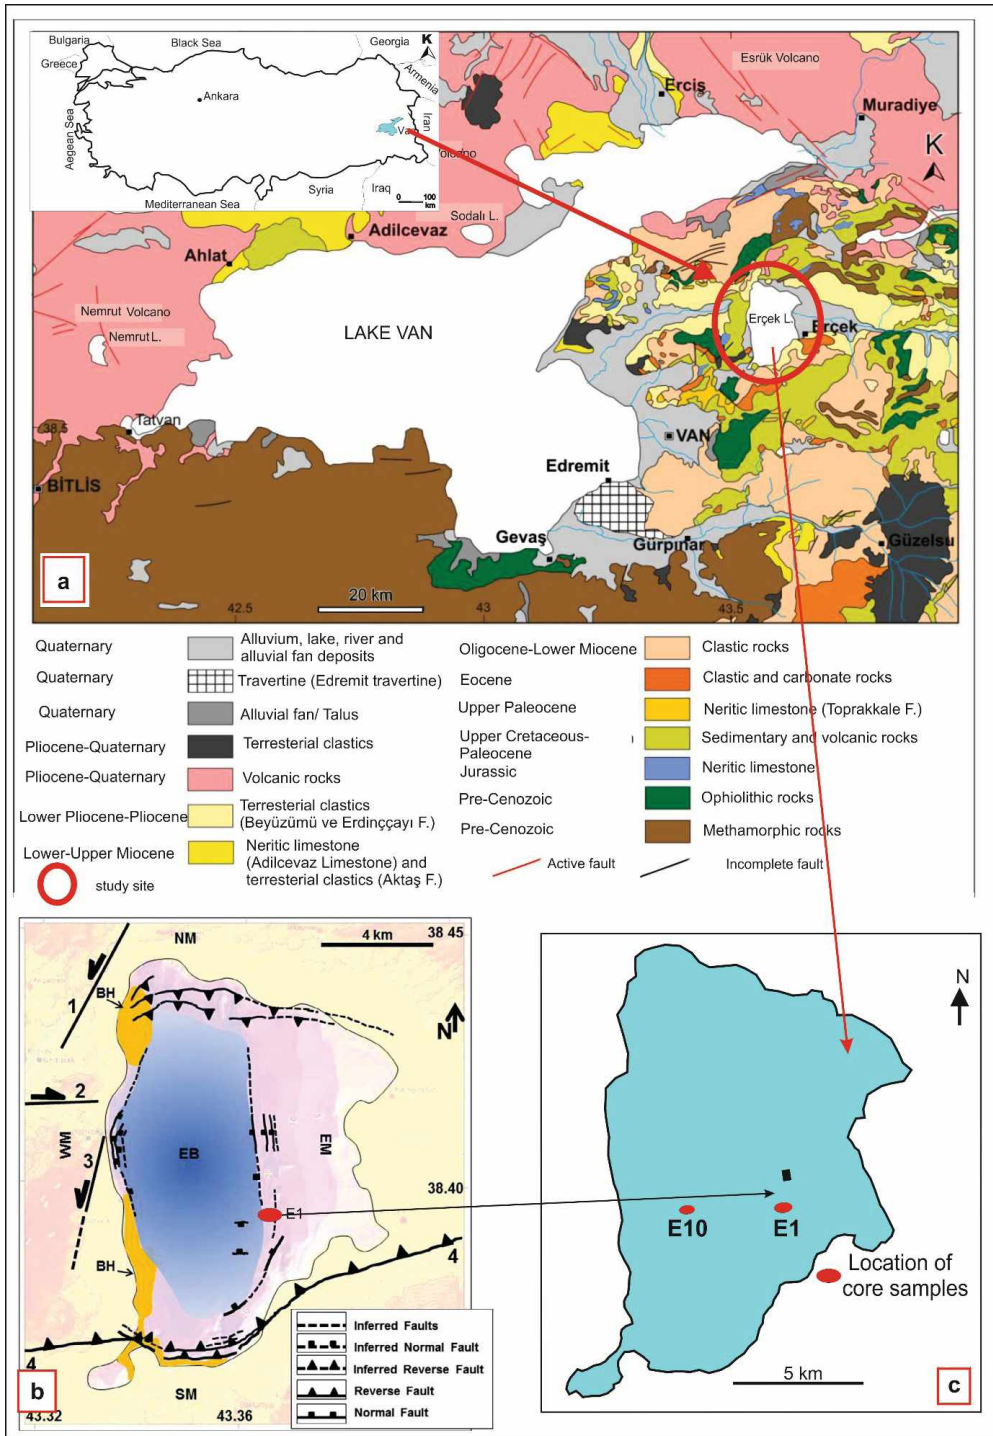 Bulgaria
Black Sea
Georgia
K
Greece
Armenia
Ankara
Aegean Sea
Iran
Syria
Iraq
0 100
km
Mediterranean Sea
Esrük Volcano
Erciş
Muradiye
K
Sodalı L.
Adilcevaz
Ahlat
Nemrut Volcano
Nemrut L.
LAKE VAN
Erçek L.
Erçek
Tatvan
38.5
VAN
BİTLİS
Edremit
Gevaş
Gürpınar
Güzelsu
a
20 km
42.5
43
43.5
Quaternary
Alluvium, lake, river and
alluvial fan deposits
Quaternary
Travertine (Edremit travertine)
Quaternary
Alluvial fan/ Talus
Pliocene-Quaternary
Terresterial clastics
Pliocene-Quaternary
Volcanic rocks
Lower Pliocene-Pliocene
Terresterial clastics
(Beyüzümü ve Erdinççayı F.)
Lower-Upper Miocene
Neritic limestone
(Adilcevaz Limestone) and
terresterial clastics (Aktaş F.)
study site
Oligocene-Lower Miocene
Clastic rocks
Eocene
Clastic and carbonate rocks
Upper Paleocene
Neritic limestone (Toprakkale F.)
Upper Cretaceous-
Paleocene
Sedimentary and volcanic rocks
Jurassic
Neritic limestone
Pre-Cenozoic
Ophiolithic rocks
Pre-Cenozoic
Methamorphic rocks
Active fault
Incomplete fault
NM
4 km
38 45
BH
1
N
2
WM
EB
EM
3
38.40
E1
BH
4
4
SM
b
43.32
43.36
Inferred Faults
Inferred Normal Fault
Inferred Reverse Fault
Reverse Fault
Normal Fault
N
E10
E1
Location of
core samples
5 km
c